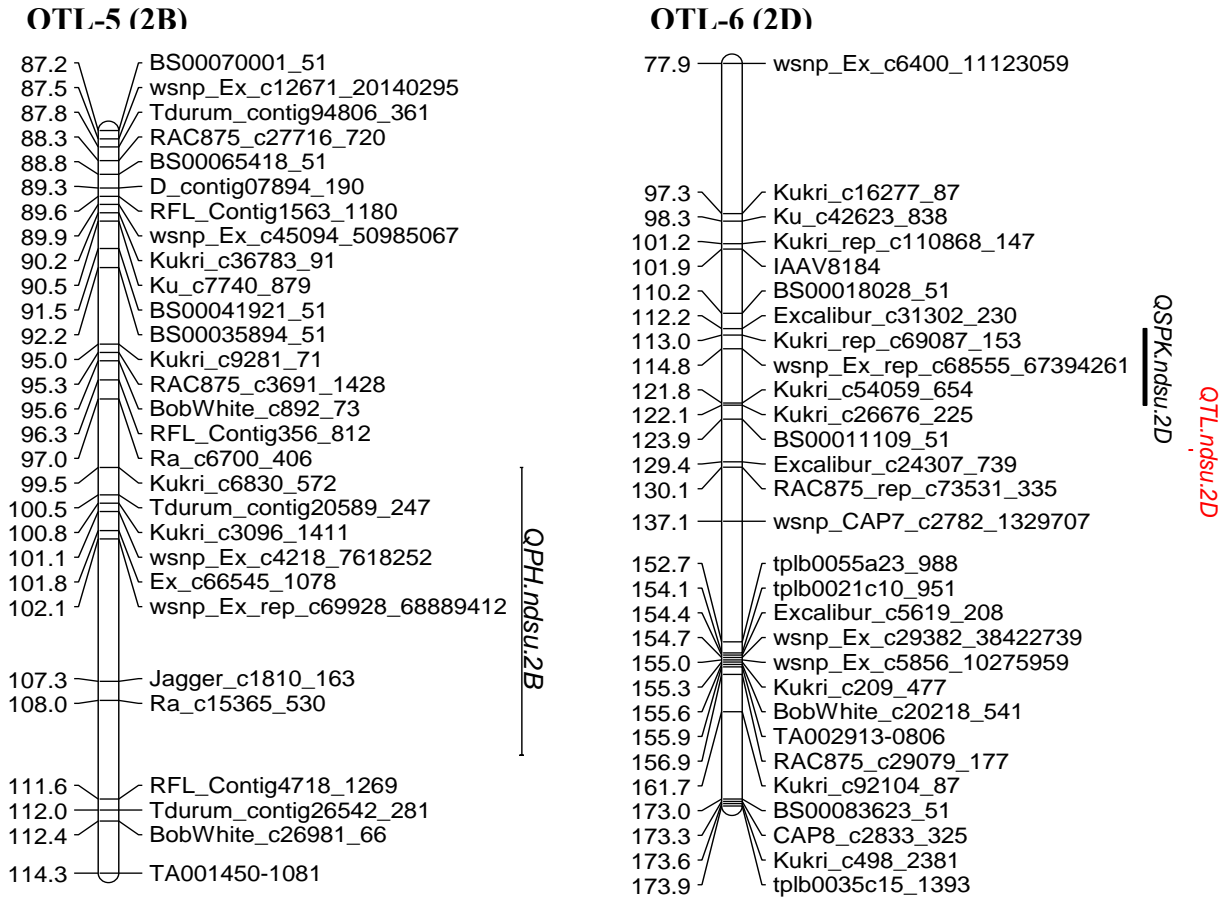 QTL-5 (2B)
87.2 BS00070001_51
87.5 wsnp_Ex_c12671_20140295
87.8 Tdurum_contig94806_361
88.3 RAC875_c27716_720
88.8 BS00065418_51
89.3 D_contig07894_190
89.6 RFL_Contig1563_1180
89.9 wsnp_Ex_c45094_50985067
90.2 Kukri_c36783_91
90.5 Ku_c7740_879
91.5 BS00041921_51
92.2 BS00035894_51
95.0 Kukri_c9281_71
95.3 RAC875_c3691_1428
95.6 BobWhite_c892_73
96.3 RFL_Contig356_812
97.0 Ra_c6700_406
99.5 Kukri_c6830_572
100.5 Tdurum_contig20589_247
100.8 Kukri_c3096_1411
101.1 wsnp_Ex_c4218_7618252
101.8 Ex_c66545_1078
102.1 wsnp_Ex_rep_c69928_68889412
107.3 Jagger_c1810_163
108.0 Ra_c15365_530
111.6 RFL_Contig4718_1269
112.0 Tdurum_contig26542_281
112.4 BobWhite_c26981_66
114.3 TA001450-1081
QPH.ndsu.2B
QTL-6 (2D)
77.9 wsnp_Ex_c6400_11123059
97.3 Kukri_c16277_87
98.3 Ku_c42623_838
101.2 Kukri_rep_c110868_147
101.9 IAAV8184
110.2 BS00018028_51
112.2 Excalibur_c31302_230
113.0 Kukri_rep_c69087_153
114.8 wsnp_Ex_rep_c68555_67394261
121.8 Kukri_c54059_654
122.1 Kukri_c26676_225
123.9 BS00011109_51
129.4 Excalibur_c24307_739
130.1 RAC875_rep_c73531_335
137.1 wsnp_CAP7_c2782_1329707
152.7 tplb0055a23_988
154.1 tplb0021c10_951
154.4 Excalibur_c5619_208
154.7 wsnp_Ex_c29382_38422739
155.0 wsnp_Ex_c5856_10275959
155.3 Kukri_c209_477
155.6 BobWhite_c20218_541
155.9 TA002913-0806
156.9 RAC875_c29079_177
161.7 Kukri_c92104_87
173.0 BS00083623_51
173.3 CAP8_c2833_325
173.6 Kukri_c498_2381
173.9 tplb0035c15_1393
QSPK.ndsu.2D
QTL.ndsu.2D